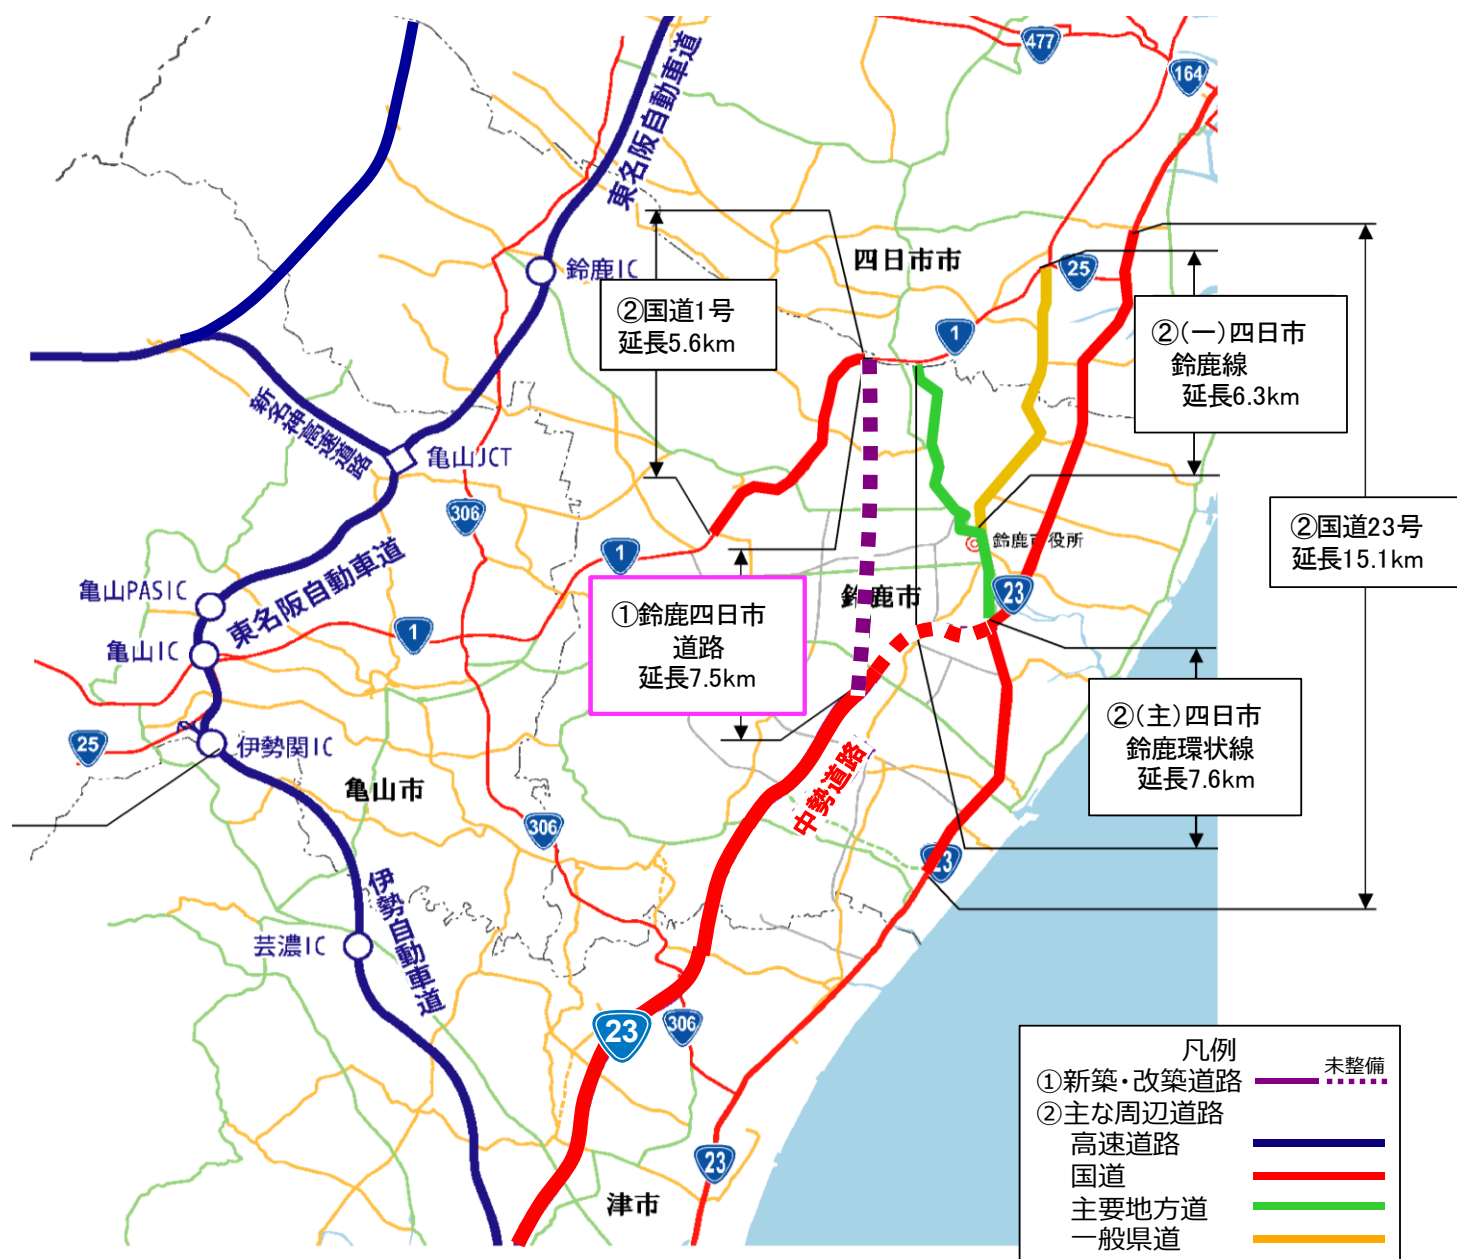 477
164
東名阪自動車道
四日市市
鈴鹿IC
25
②国道1号
延長5.6km
②(一)四日市
鈴鹿線
延長6.3km
1
新名神高速道路
亀山JCT
306
②国道23号
延長15.1km
鈴鹿市役所
1
東名阪自動車道
亀山PASIC
①鈴鹿四日市
道路
延長7.5km
鈴鹿市
23
1
亀山IC
②(主)四日市
鈴鹿環状線
延長7.6km
25
伊勢関IC
亀山市
中勢道路
306
23
伊勢自動車道
芸濃IC
23
306
23
津市
凡例
未整備
①新築・改築道路
②主な周辺道路
高速道路
国道
主要地方道
一般県道